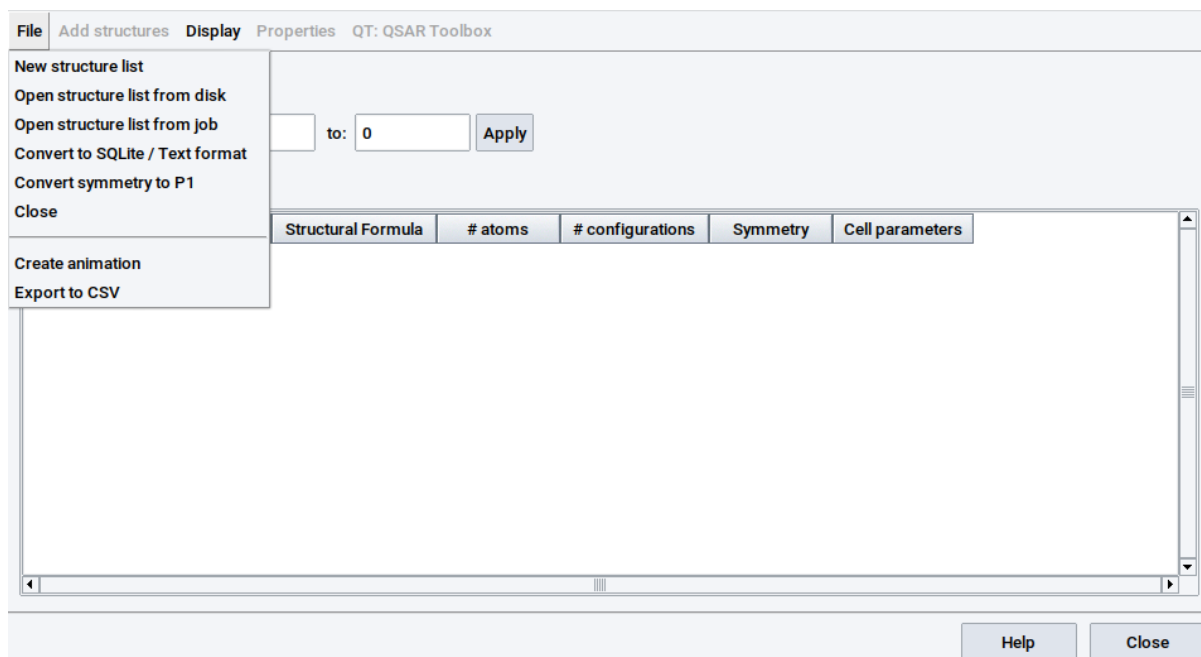 File Add structures Display Properties QT: QSAR Toolbox
New structure list
Open structure list from disk
Open structure list from job
Convert to SQLite / Text format
Convert symmetry to P1
Close
Create animation
Export to CSV
to: 0 Apply
Structural Formula # atoms # configurations Symmetry Cell parameters
Help Close